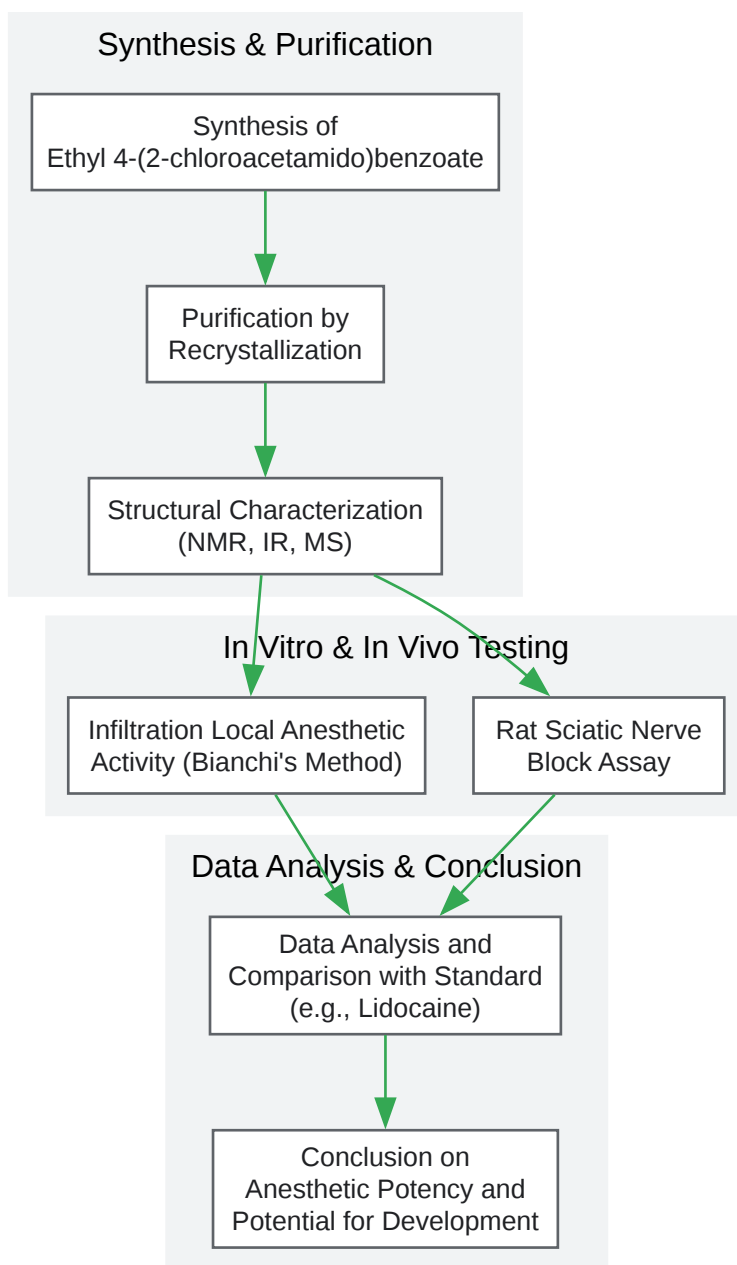 Synthesis & Purification
Synthesis of
Ethyl 4-(2-chloroacetamido)benzoate
Purification by
Recrystallization
Structural Characterization
(NMR, IR, MS)
In Vitro & In Vivo Testing
Infiltration Local Anesthetic
Activity (Bianchi's Method)
Rat Sciatic Nerve
Block Assay
Data Analysis & Conclusion
Data Analysis and
Comparison with Standard
(e.g., Lidocaine)
Conclusion on
Anesthetic Potency and
Potential for Development